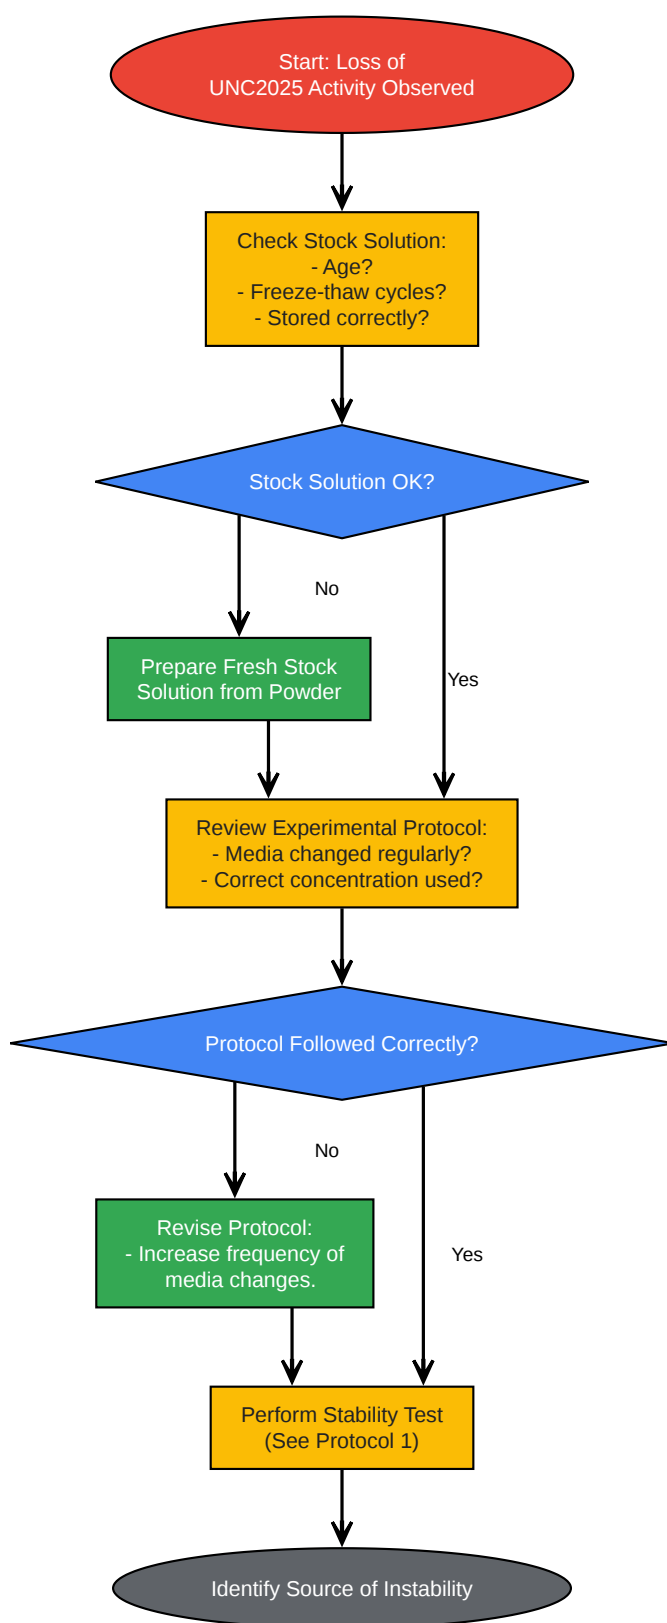 Start: Loss of
UNC2025 Activity Observed
Check Stock Solution:
- Age?
- Freeze-thaw cycles?
- Stored correctly?
Stock Solution OK?
No
Prepare Fresh Stock
Solution from Powder
Yes
Review Experimental Protocol:
- Media changed regularly?
- Correct concentration used?
Protocol Followed Correctly?
No
Revise Protocol:
- Increase frequency of
media changes.
Yes
Perform Stability Test
(See Protocol 1)
Identify Source of Instability